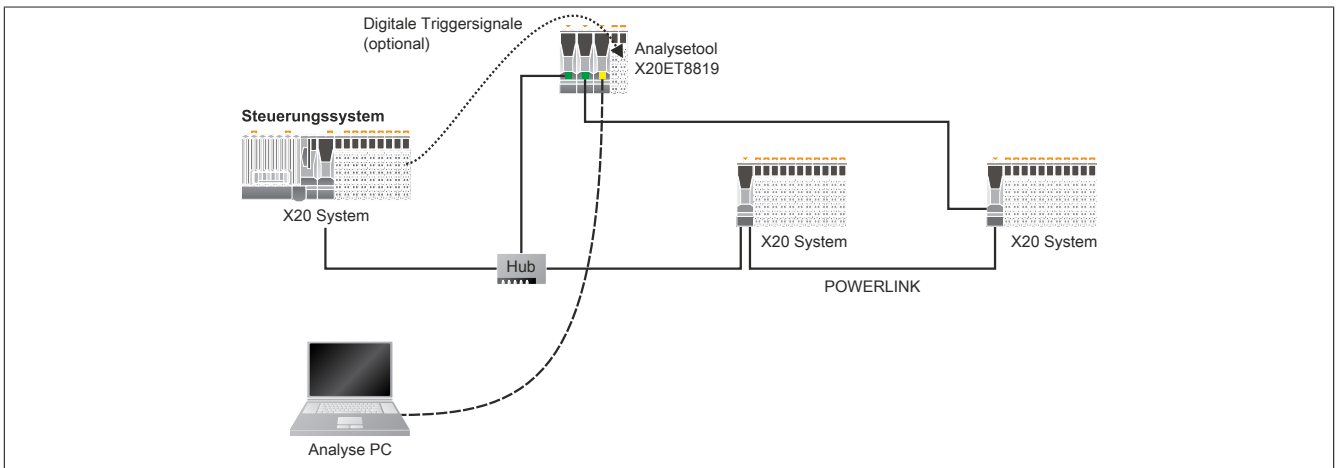 Digitale Triggersignale
(optional)
Analysetool
X20ET8819
Steuerungssystem
X20 System
X20 System
X20 System
Hub
POWERLINK
Analyse PC